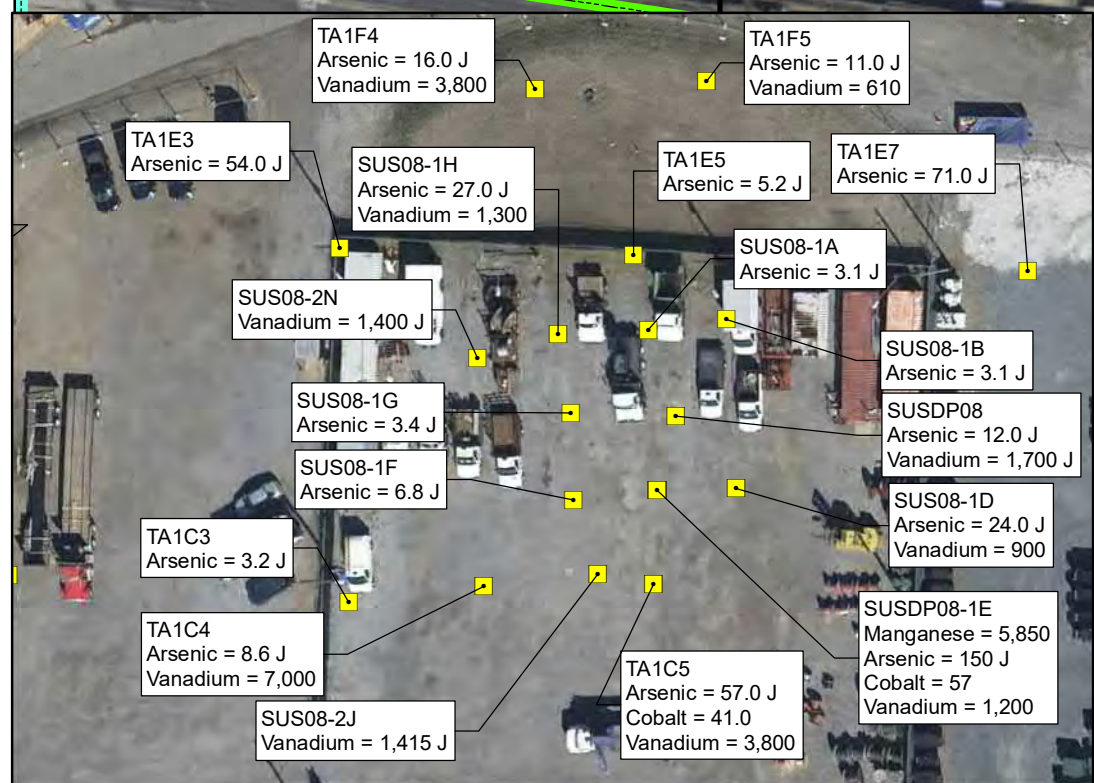 TA1F4
Arsenic = 16.0 J
Vanadium = 3,800
TA1F5
Arsenic = 11.0 J
Vanadium = 610
TA1E3
Arsenic = 54.0 J
SUS08-1H
Arsenic = 27.0 J
Vanadium = 1,300
TA1E5
Arsenic = 5.2 J
TA1E7
Arsenic = 71.0 J
SUS08-1A
Arsenic = 3.1 J
SUS08-2N
Vanadium = 1,400 J
SUS08-1B
Arsenic = 3.1 J
SUS08-1G
Arsenic = 3.4 J
SUSDP08
Arsenic = 12.0 J
Vanadium = 1,700 J
SUS08-1F
Arsenic = 6.8 J
SUS08-1D
Arsenic = 24.0 J
Vanadium = 900
TA1C3
Arsenic = 3.2 J
SUSDP08-1E
Manganese = 5,850
Arsenic = 150 J
Cobalt = 57
Vanadium = 1,200
TA1C4
Arsenic = 8.6 J
Vanadium = 7,000
TA1C5
Arsenic = 57.0 J
Cobalt = 41.0
Vanadium = 3,800
SUS08-2J
Vanadium = 1,415 J